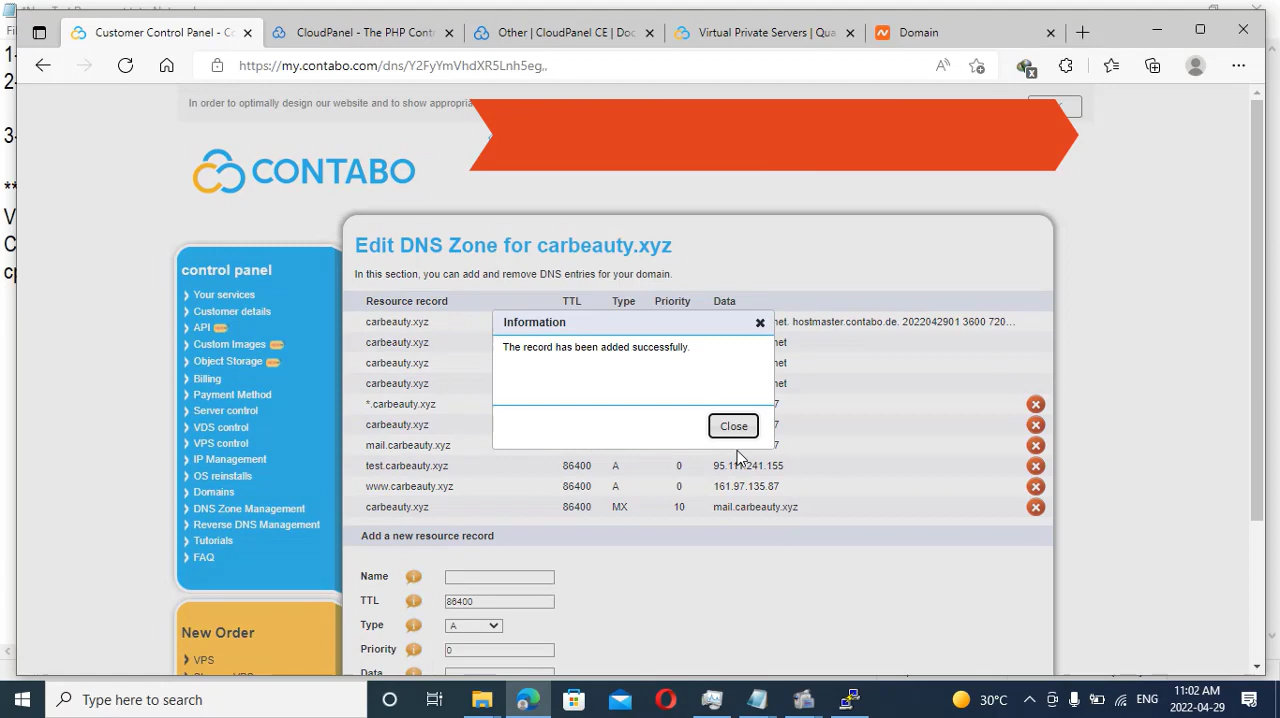 Customer Control Panel - Co
CloudPanel - The PHP Contr
Other | CloudPanel CE | Doc
Virtual Private Servers | Qua
Domain
https://my.contabo.com/dns/Y2FyYmVhdXR5Lnh5eg,,
1-
2-
3-
**
V
C
cp
In order to optimally design our website and to show appropria
CONTABO
Edit DNS Zone for carbeauty.xyz
In this section, you can add and remove DNS entries for your domain.
control panel
Your services
Customer details
API
Custom Images
Object Storage
Billing
Payment Method
Server control
VDS control
VPS control
IP Management
OS reinstalls
Domains
DNS Zone Management
Reverse DNS Management
Tutorials
FAQ
New Order
VPS
Resource record TTL Type Priority Data
carbeauty.xyz net. hostmaster.contabo.de. 2022042901 3600 720...
carbeauty.xyz net
carbeauty.xyz
carbeauty.xyz net
*.carbeauty.xyz 7
carbeauty.xyz 7
mail.carbeauty.xyz 7
test.carbeauty.xyz 86400 A 0 241.155
www.carbeauty.xyz 86400 A 0 161.97.135.87
carbeauty.xyz 86400 MX 10 mail.carbeauty.xyz
Information
The record has been added successfully.
Close
Add a new resource record
Name
TTL 86400
Type A
Priority 0
Data
Type here to search
30°C
ENG
11:02 AM
2022-04-29